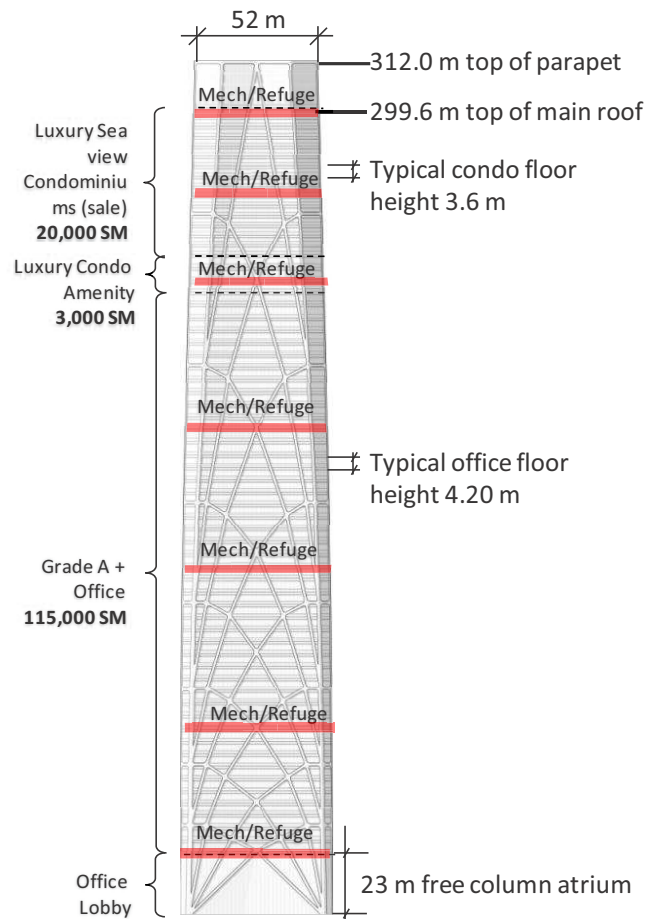 52 m
312.0 m top of parapet
Mech/Refuge
299.6 m top of main roof
Luxury Sea
view
Condominiu
ms (sale)
20,000 SM
Typical condo floor
height 3.6 m
Mech/Refuge
Luxury Condo
Amenity
3,000 SM
Mech/Refuge
Mech/Refuge
Typical office floor
height 4.20 m
Mech/Refuge
Grade A +
Office
115,000 SM
Mech/Refuge
Mech/Refuge
Office
Lobby
23 m free column atrium